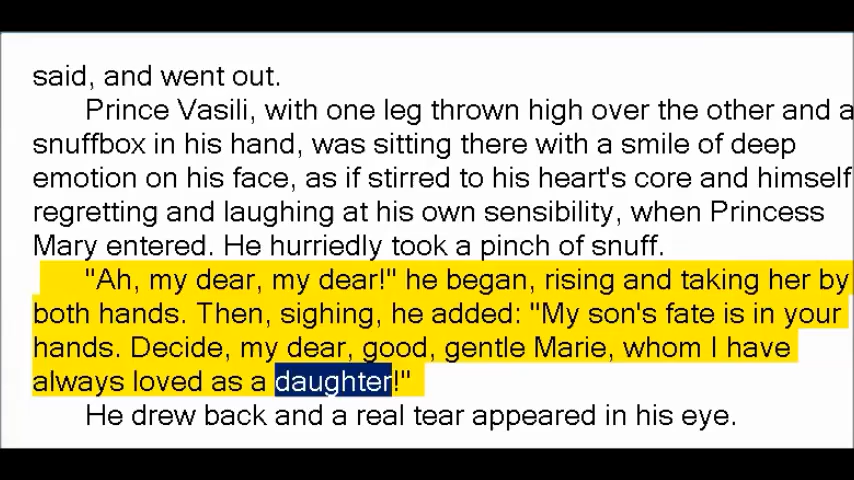 said, and went out.
Prince Vasili, with one leg thrown high over the other and a
snuffbox in his hand, was sitting there with a smile of deep
emotion on his face, as if stirred to his heart's core and himself
regretting and laughing at his own sensibility, when Princess
Mary entered. He hurriedly took a pinch of snuff.
"Ah, my dear, my dear!" he began, rising and taking her by
both hands. Then, sighing, he added: "My son's fate is in your
hands. Decide, my dear, good, gentle Marie, whom I have
always loved as a daughter!"
He drew back and a real tear appeared in his eye.